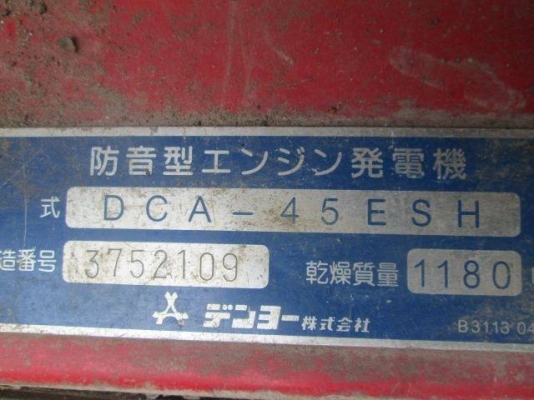 防音型エンジン発電機
式 DCA-45ESH
造番号 3752109 乾燥質量 1180
デンヨー株式会社 B3113 04